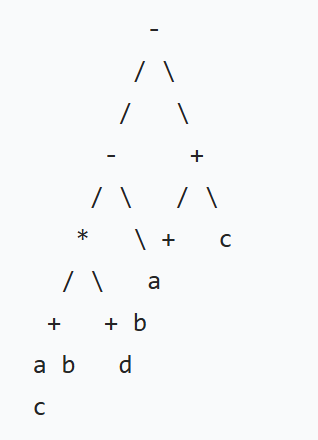 -
/ \
/ \
- +
/ \ / \
* \ + c
/ \ a
+ + b
a b d
c